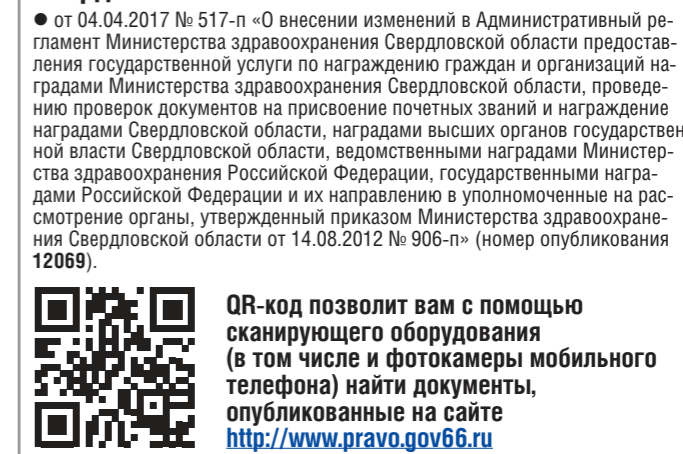 ● от 04.04.2017 № 517-п «О внесении изменений в Административный ре-
гламент Министерства здравоохранения Свердловской области предостав-
ления государственной услуги по награждению граждан и организаций на-
градами Министерства здравоохранения Свердловской области, проведе-
нию проверок документов на присвоение почетных званий и награждение
наградами Свердловской области, наградами высших органов государствен
ной власти Свердловской области, ведомственными наградами Министер-
ства здравоохранения Российской Федерации, государственными награ-
дами Российской Федерации и их направлению в уполномоченные на рас-
смотрение органы, утвержденный приказом Министерства здравоохране-
ния Свердловской области от 14.08.2012 № 906-п» (номер опубликования
12069).
QR-код позволит вам с помощью
сканирующего оборудования
(в том числе и фотокамеры мобильного
телефона) найти документы,
опубликованные на сайте
http://www.pravo.gov66.ru